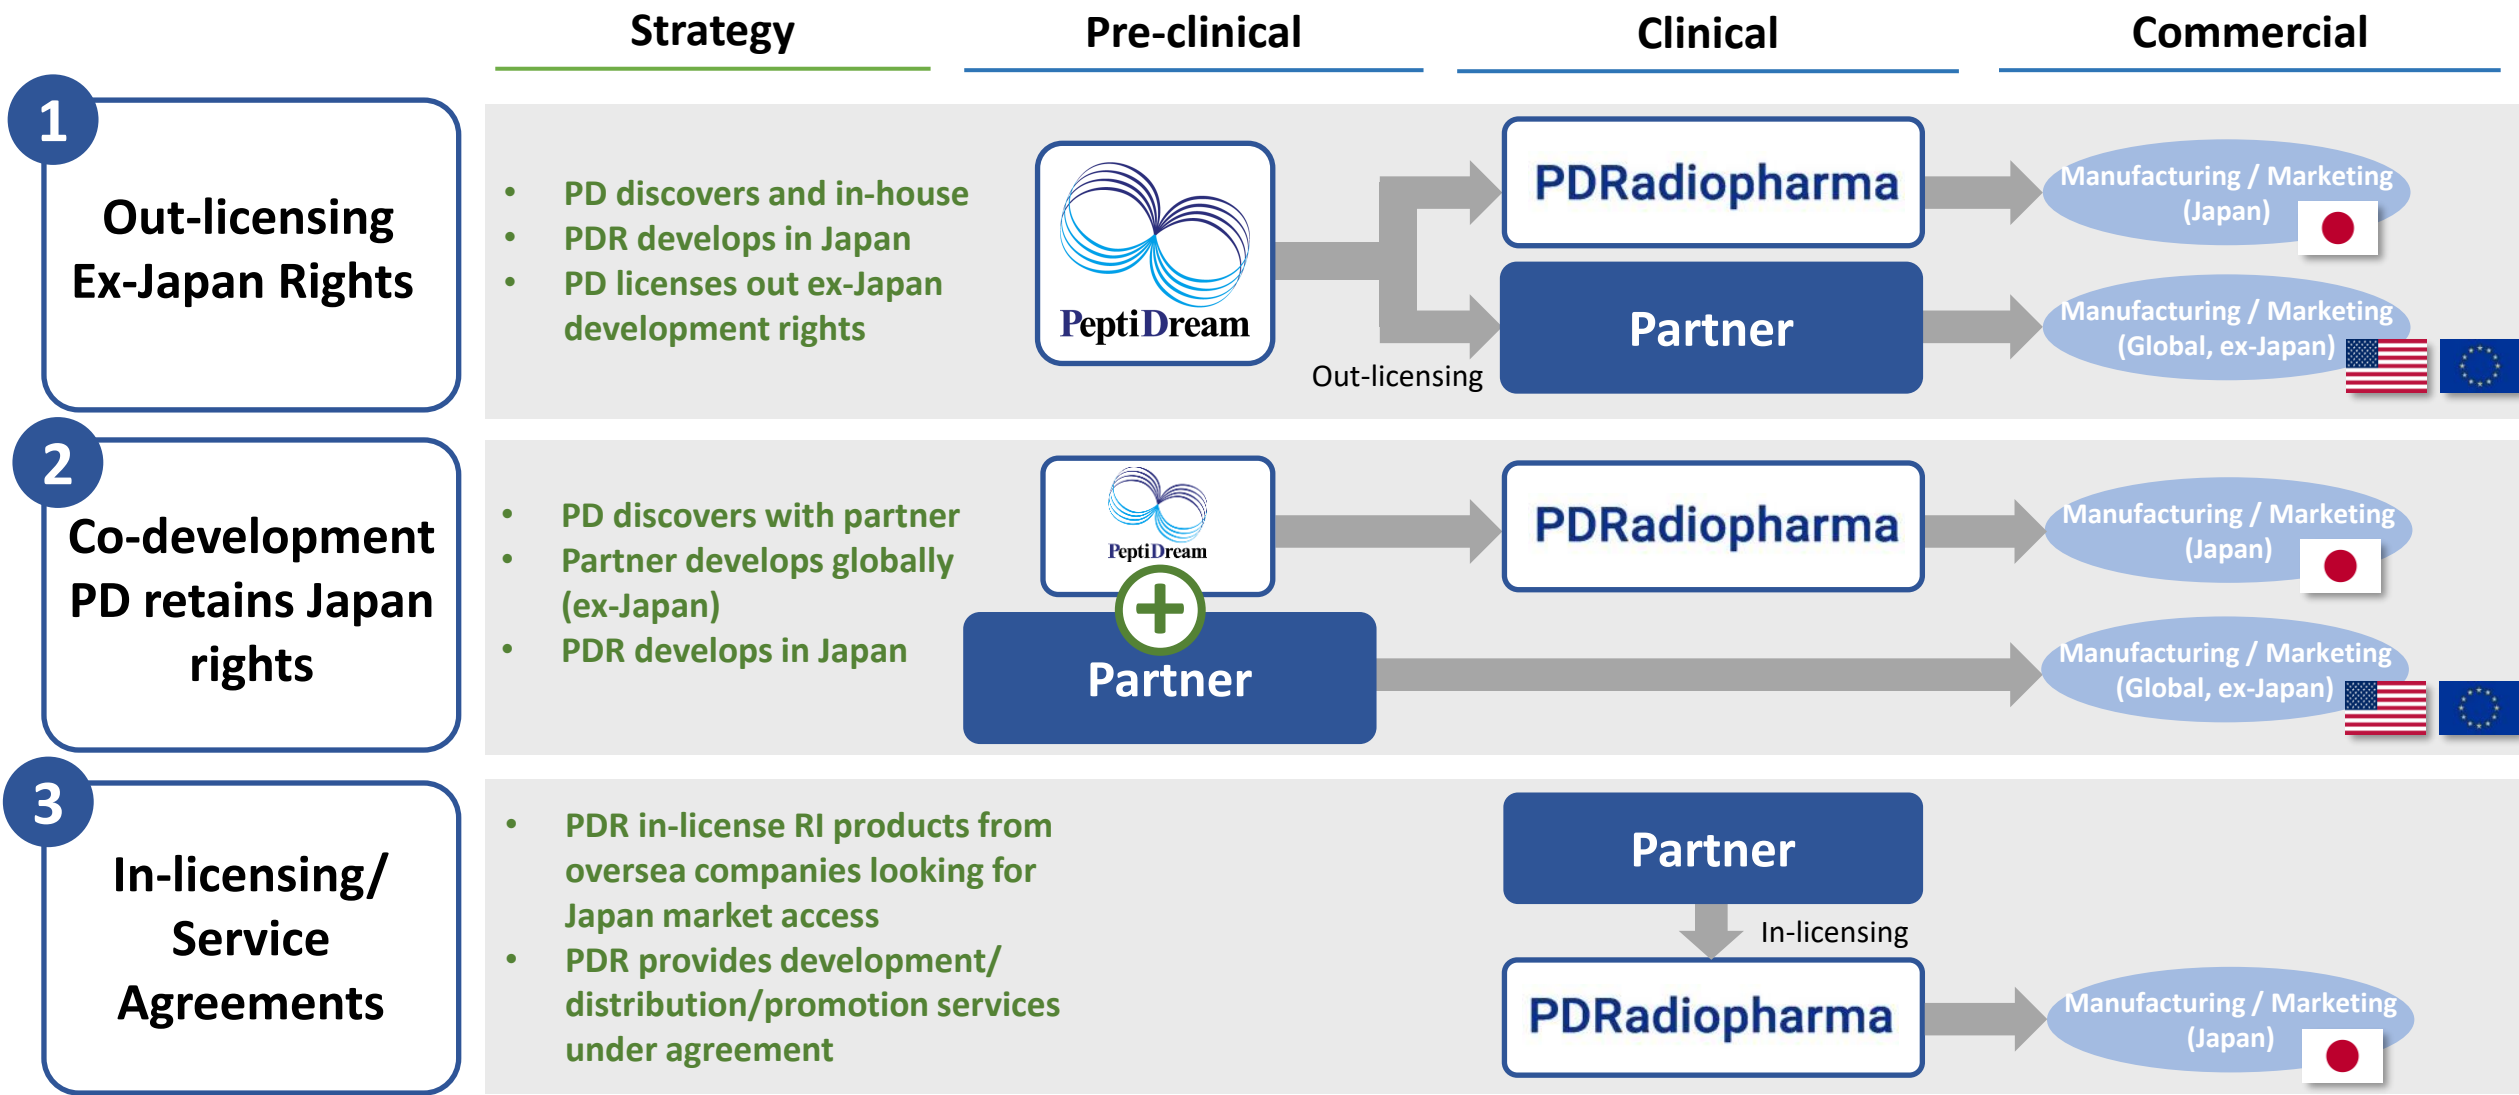 Strategy
Pre-clinical
Clinical
Commercial
1
Out-licensing
Ex-Japan Rights
• PD discovers and in-house
• PDR develops in Japan
• PD licenses out ex-Japan
development rights
PeptiDream
Out-licensing
PDRadiopharma
Partner
Manufacturing / Marketing
(Japan)
Manufacturing / Marketing
(Global, ex-Japan)
2
Co-development
PD retains Japan
rights
• PD discovers with partner
• Partner develops globally
(ex-Japan)
• PDR develops in Japan
PeptiDream
+
Partner
PDRadiopharma
Manufacturing / Marketing
(Japan)
Manufacturing / Marketing
(Global, ex-Japan)
3
In-licensing/
Service
Agreements
• PDR in-license RI products from
oversea companies looking for
Japan market access
• PDR provides development/
distribution/promotion services
under agreement
Partner
In-licensing
PDRadiopharma
Manufacturing / Marketing
(Japan)